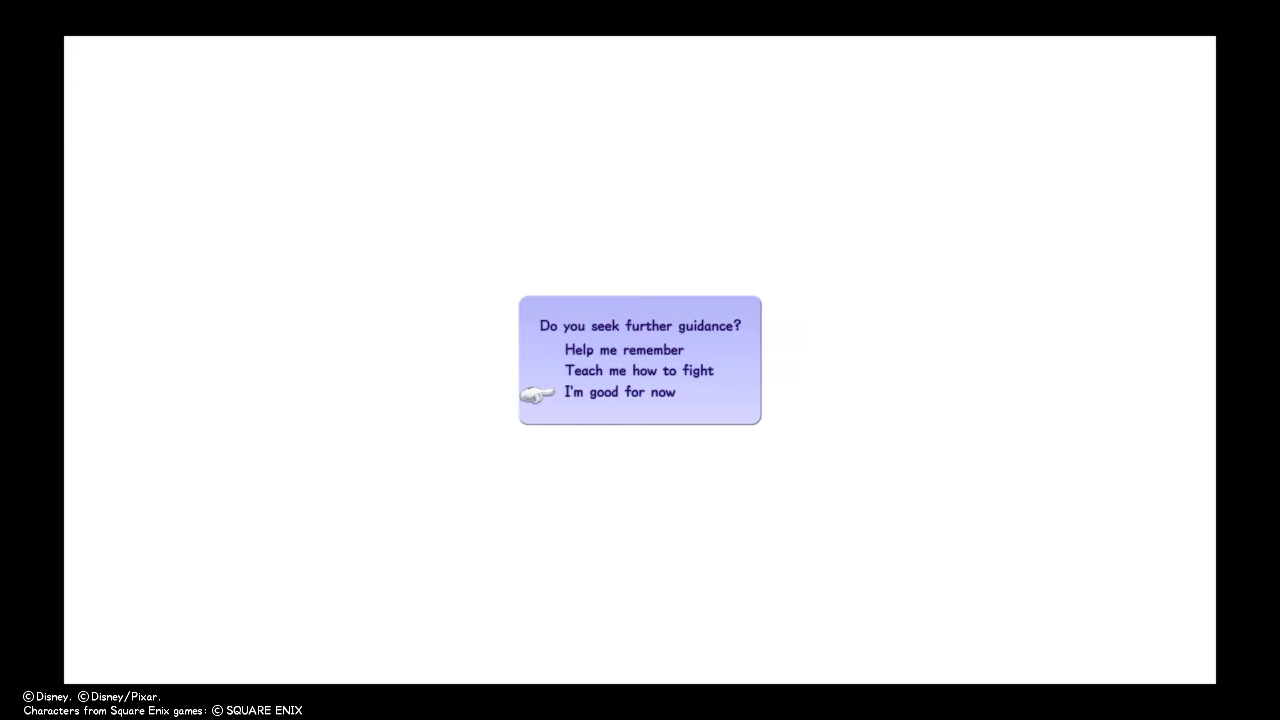 Do you seek further guidance?
Help me remember
Teach me how to fight
I'm good for now
©Disney. ©Disney/Pixar.
Characters from Square Enix games: © SQUARE ENIX